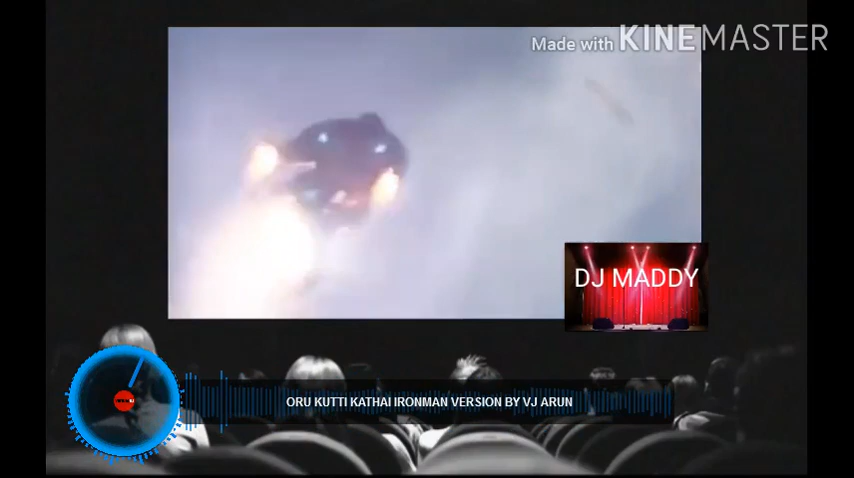 Made with KINEMASTER
DJ MADDY
ORU KUTTI KATHAI IRONMAN VERSION BY VJ ARUN